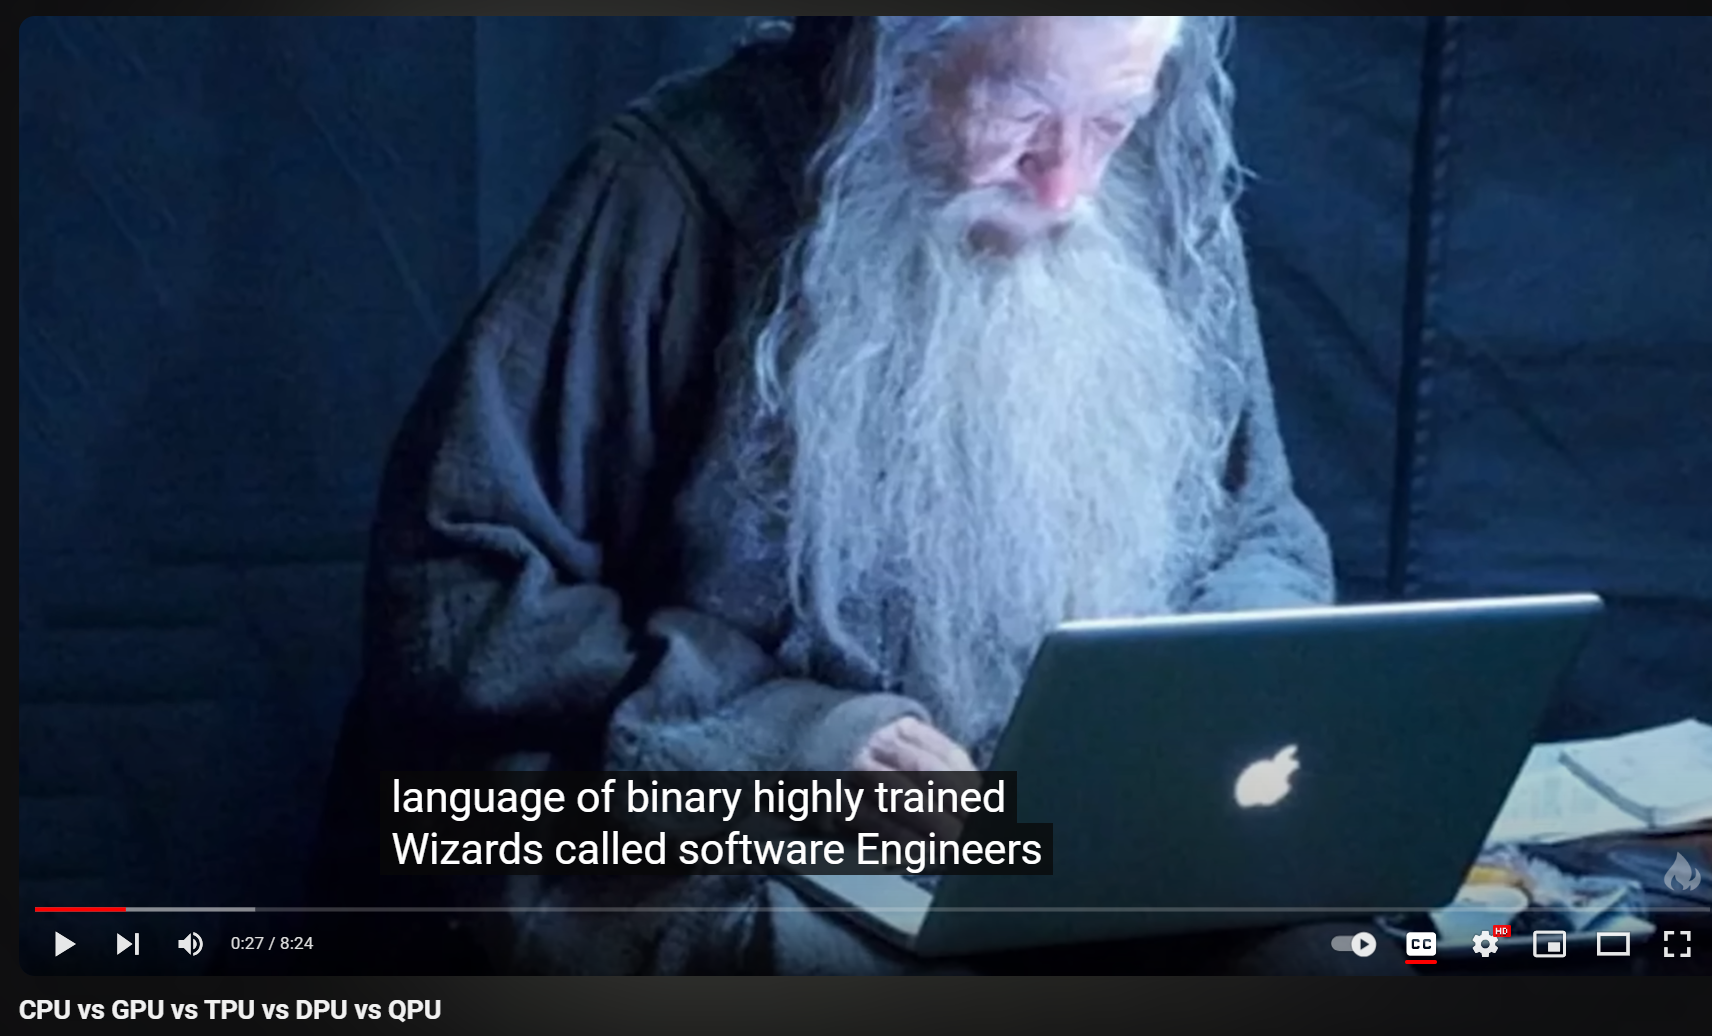 language of binary highly trained
Wizards called software Engineers
0:27 / 8:24
CC
HD
CPU vs GPU vs TPU vs DPU vs QPU